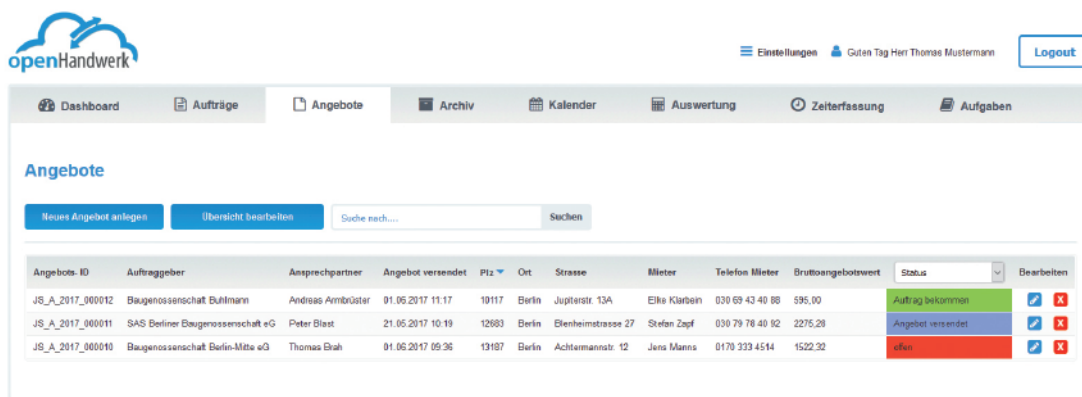 openHandwerk
Einstellungen Guten Tag Herr Thomas Mustermann Logout
Dashboard Aufträge Angebote Archiv Kalender Auswertung Zeiterfassung Aufgaben
Angebote
Neues Angebot anlegen Übersicht bearbeiten Suche nach.... Suchen
Angebots-ID Auftraggeber Ansprechpartner Angebot versendet Plz Ort Strasse Mieter Telefon Mieter Bruttoangebotswert Status Bearbeiten
JS_A_2017_000012 Baugenossenschaft Buhlmann Andreas Armbrüster 01.06.2017 11:17 10117 Berlin Jupiterstr. 13A Elke Klarbein 030 69 43 40 88 595,00 Auftrag bekommen
JS_A_2017_000011 SAS Berliner Baugenossenschaft eG Peter Blast 21.05.2017 10:19 12683 Berlin Blenheimstrasse 27 Stefan Zapf 030 79 78 40 92 2275,28 Angebot versendet
JS_A_2017_000010 Baugenossenschaft Berlin-Mitte eG Thomas Brah 01.06.2017 09:36 13187 Berlin Achtermannstr. 12 Jens Manns 0170 333 4514 1522,32 offen